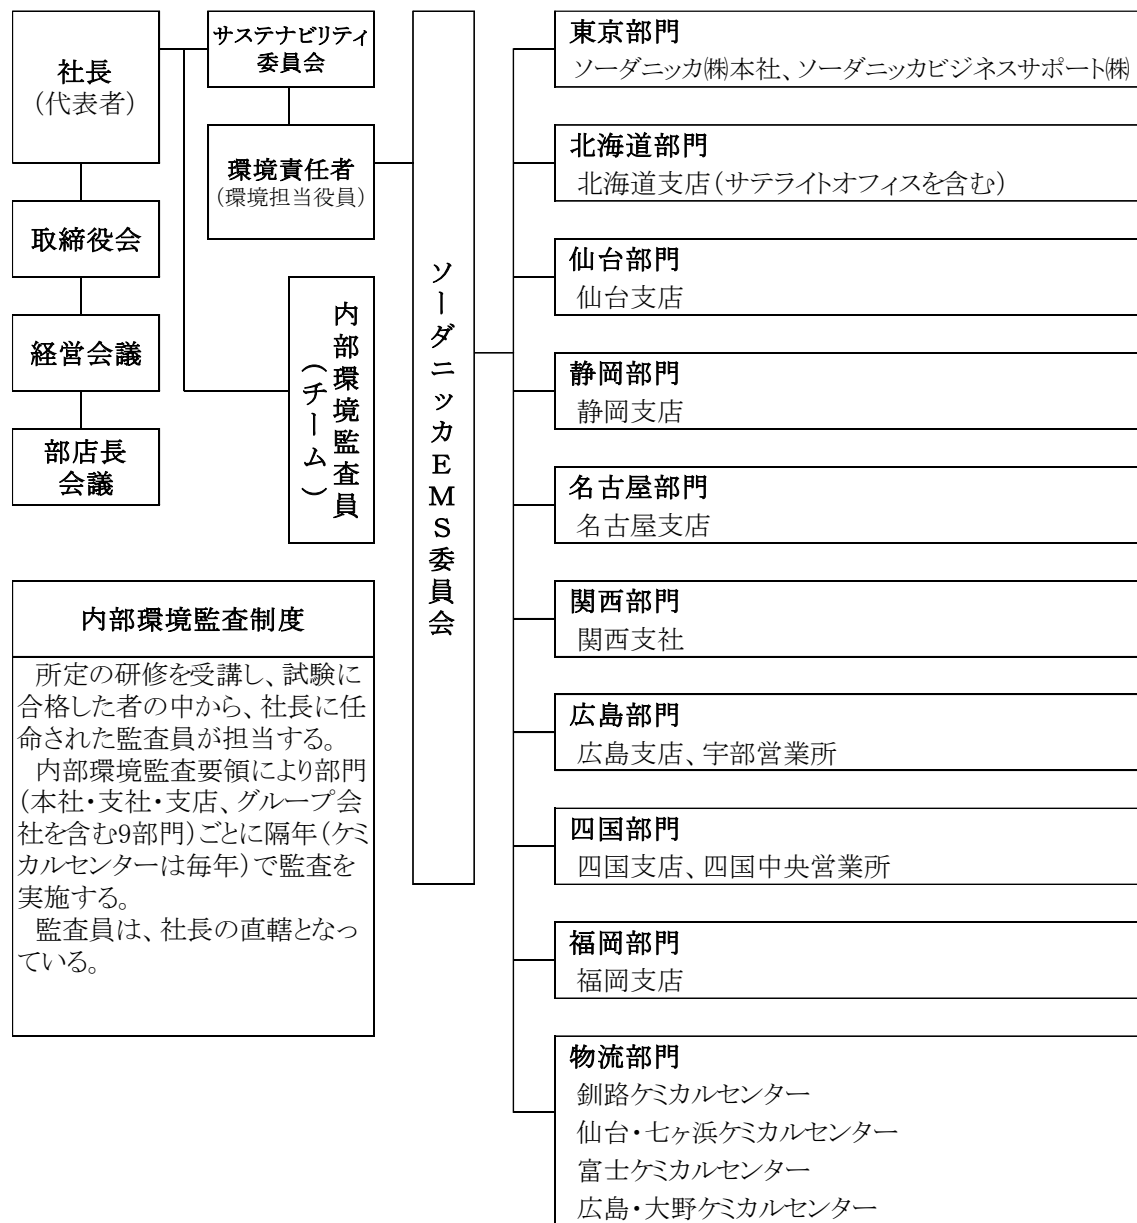 社長
(代表者)
取締役会
経営会議
部店長
会議
サステナビリティ
委員会
環境責任者
(環境担当役員)
内部環境監査員
(チーム)
ソーダニッカEMS委員会
内部環境監査制度
所定の研修を受講し、試験に
合格した者の中から、社長に任
命された監査員が担当する。
内部環境監査要領により部門
(本社・支社・支店、グループ会
社を含む9部門)ごとに隔年(ケミ
カルセンターは毎年)で監査を
実施する。
監査員は、社長の直轄となっ
ている。
東京部門
ソーダニッカ㈱本社、ソーダニッカビジネスサポート㈱
北海道部門
北海道支店(サテライトオフィスを含む)
仙台部門
仙台支店
静岡部門
静岡支店
名古屋部門
名古屋支店
関西部門
関西支社
広島部門
広島支店、宇部営業所
四国部門
四国支店、四国中央営業所
福岡部門
福岡支店
物流部門
釧路ケミカルセンター
仙台・七ヶ浜ケミカルセンター
富士ケミカルセンター
広島・大野ケミカルセンター